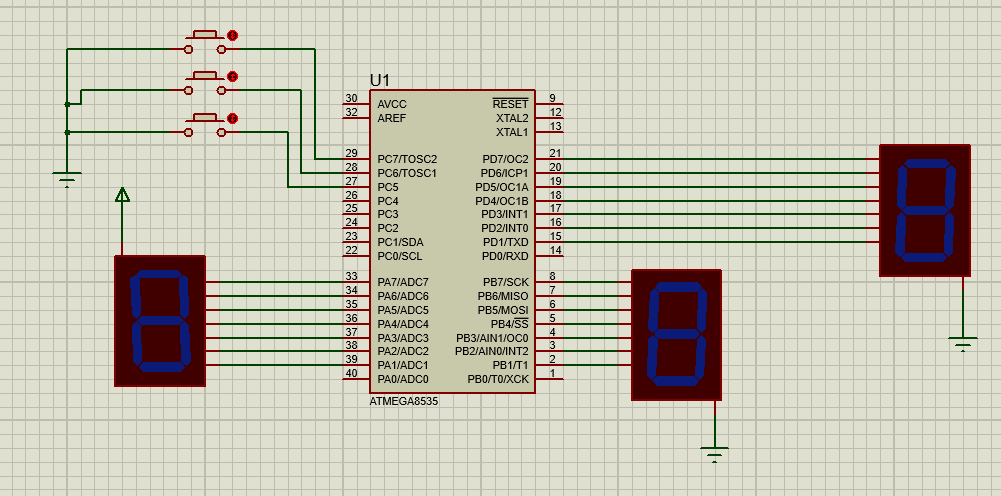 U1
30 AVCC RESET 9
32 AREF XTAL2 12
XTAL1 13
29 PC7/TOSC2 PD7/OC2 21
28 PC6/TOSC1 PD6/ICP1 20
27 PC5 PD5/OC1A 19
26 PC4 PD4/OC1B 18
25 PC3 PD3/INT1 17
24 PC2 PD2/INT0 16
23 PC1/SDA PD1/TXD 15
22 PC0/SCL PD0/RXD 14
33 PA7/ADC7 PB7/SCK 8
34 PA6/ADC6 PB6/MISO 7
35 PA5/ADC5 PB5/MOSI 6
36 PA4/ADC4 PB4/SS 5
37 PA3/ADC3 PB3/AIN1/OC0 4
38 PA2/ADC2 PB2/AIN0/INT2 3
39 PA1/ADC1 PB1/T1 2
40 PA0/ADC0 PB0/T0/XCK 1
ATMEGA8535